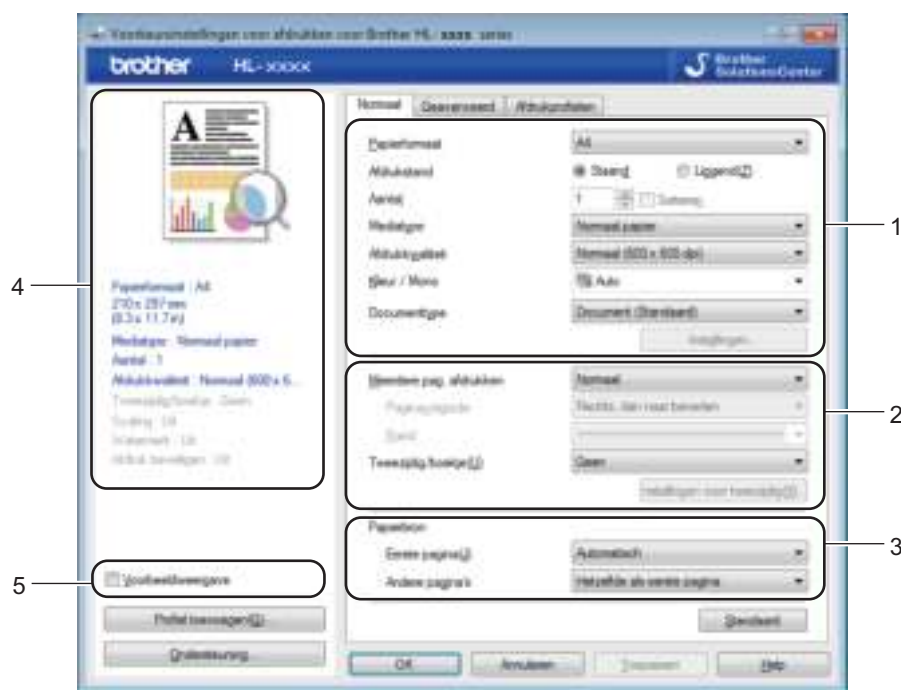 Voorkeursinstellingen voor afdrukken voor Brother HL-xxxx series
brother HL-xxxx
Brother SolutionsCenter
Normaal Geavanceerd Afdrukprofielen
Papierformaat A4
Afdrukstand Staand Liggend(Z)
Aantal 1 Sorteren
Mediatype Normaal papier
Afdrukkwaliteit Normaal (600 x 600 dpi)
Kleur / Mono Auto
Documenttype Document (Standaard)
Instellingen...
1
Meerdere pag. afdrukken Normaal
Paginavolgorde Rechts, dan naar beneden
Rand
Tweezijdig/boekje(U) Geen
Instellingen voor tweezijdig(X)...
2
Papierbron
Eerste pagina(J) Automatisch
Andere pagina's Hetzelfde als eerste pagina
3
4
A
Papierformaat : A4
210 x 297 mm
(8.3 x 11.7 in)
Mediatype : Normaal papier
Aantal : 1
Afdrukkwaliteit : Normaal (600 x 6...
Tweezijdig/boekje : Geen
Scaling : Uit
Watermerk : Uit
Afdruk beveiligen : Uit
5
Voorbeeldweergave
Profiel toevoegen(Q)...
Ondersteuning...
Standaard
OK Annuleren Toepassen Help